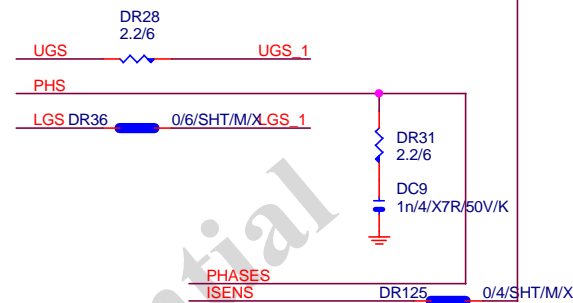 DR28
2.2/6
UGS UGS_1
PHS
LGS DR36 0/6/SHT/M/X LGS_1
DR31
2.2/6
DC9
1n/4/X7R/50V/K
ential
PHASES
ISENS DR125 0/4/SHT/M/X